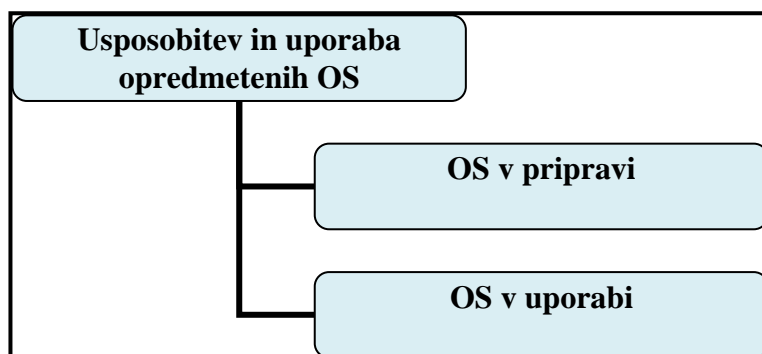 Usposobitev in uporaba
opredmetenih OS
OS v pripravi
OS v uporabi